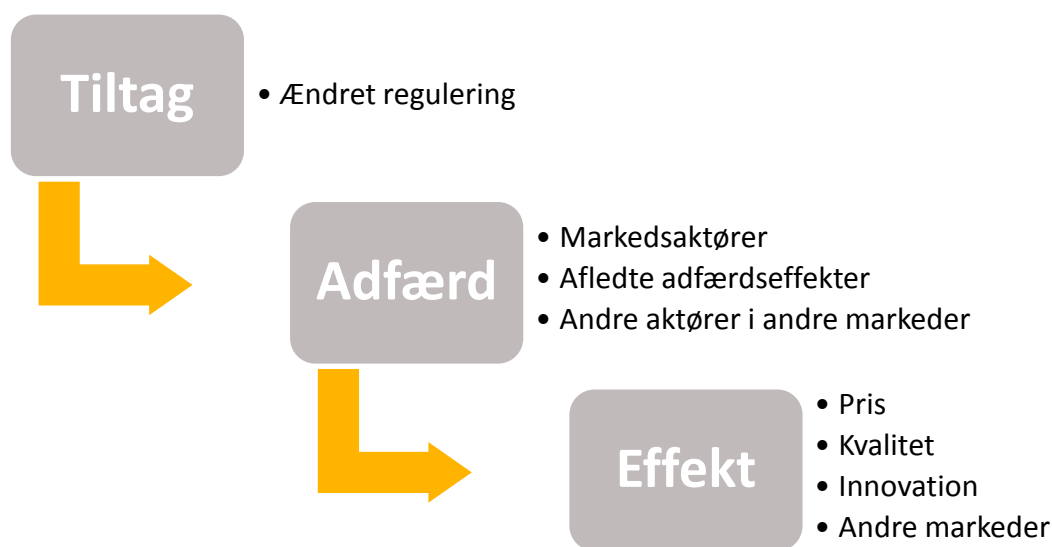 Tiltag
• Ændret regulering
Adfærd
• Markedsaktører
• Afledte adfærdseffekter
• Andre aktører i andre markeder
Effekt
• Pris
• Kvalitet
• Innovation
• Andre markeder